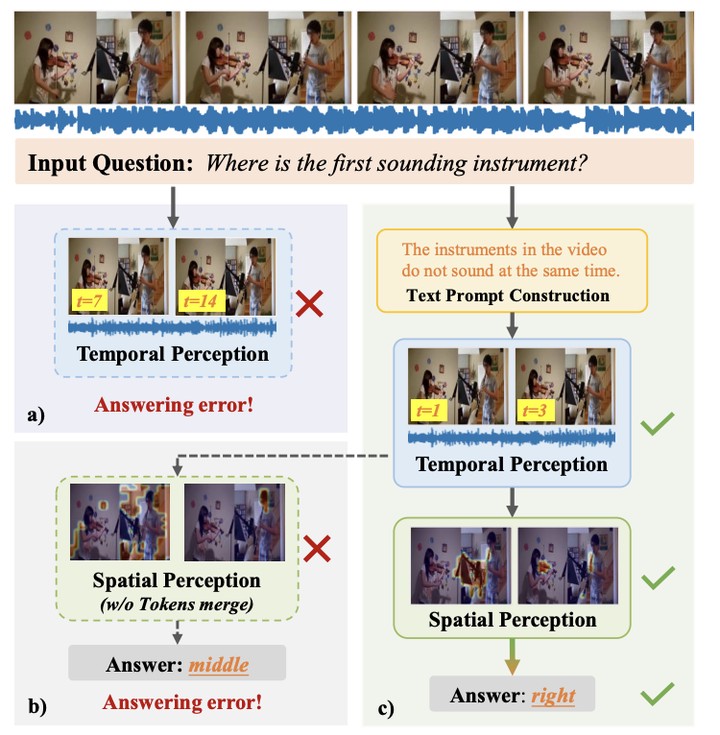 Input Question: Where is the first sounding instrument?
t=7
t=14
Temporal Perception
Answering error!
a)
The instruments in the video
do not sound at the same time.
Text Prompt Construction
t=1
t=3
Temporal Perception
Spatial Perception
(w/o Tokens merge)
Answer: middle
Answering error!
b)
Spatial Perception
Answer: right
c)